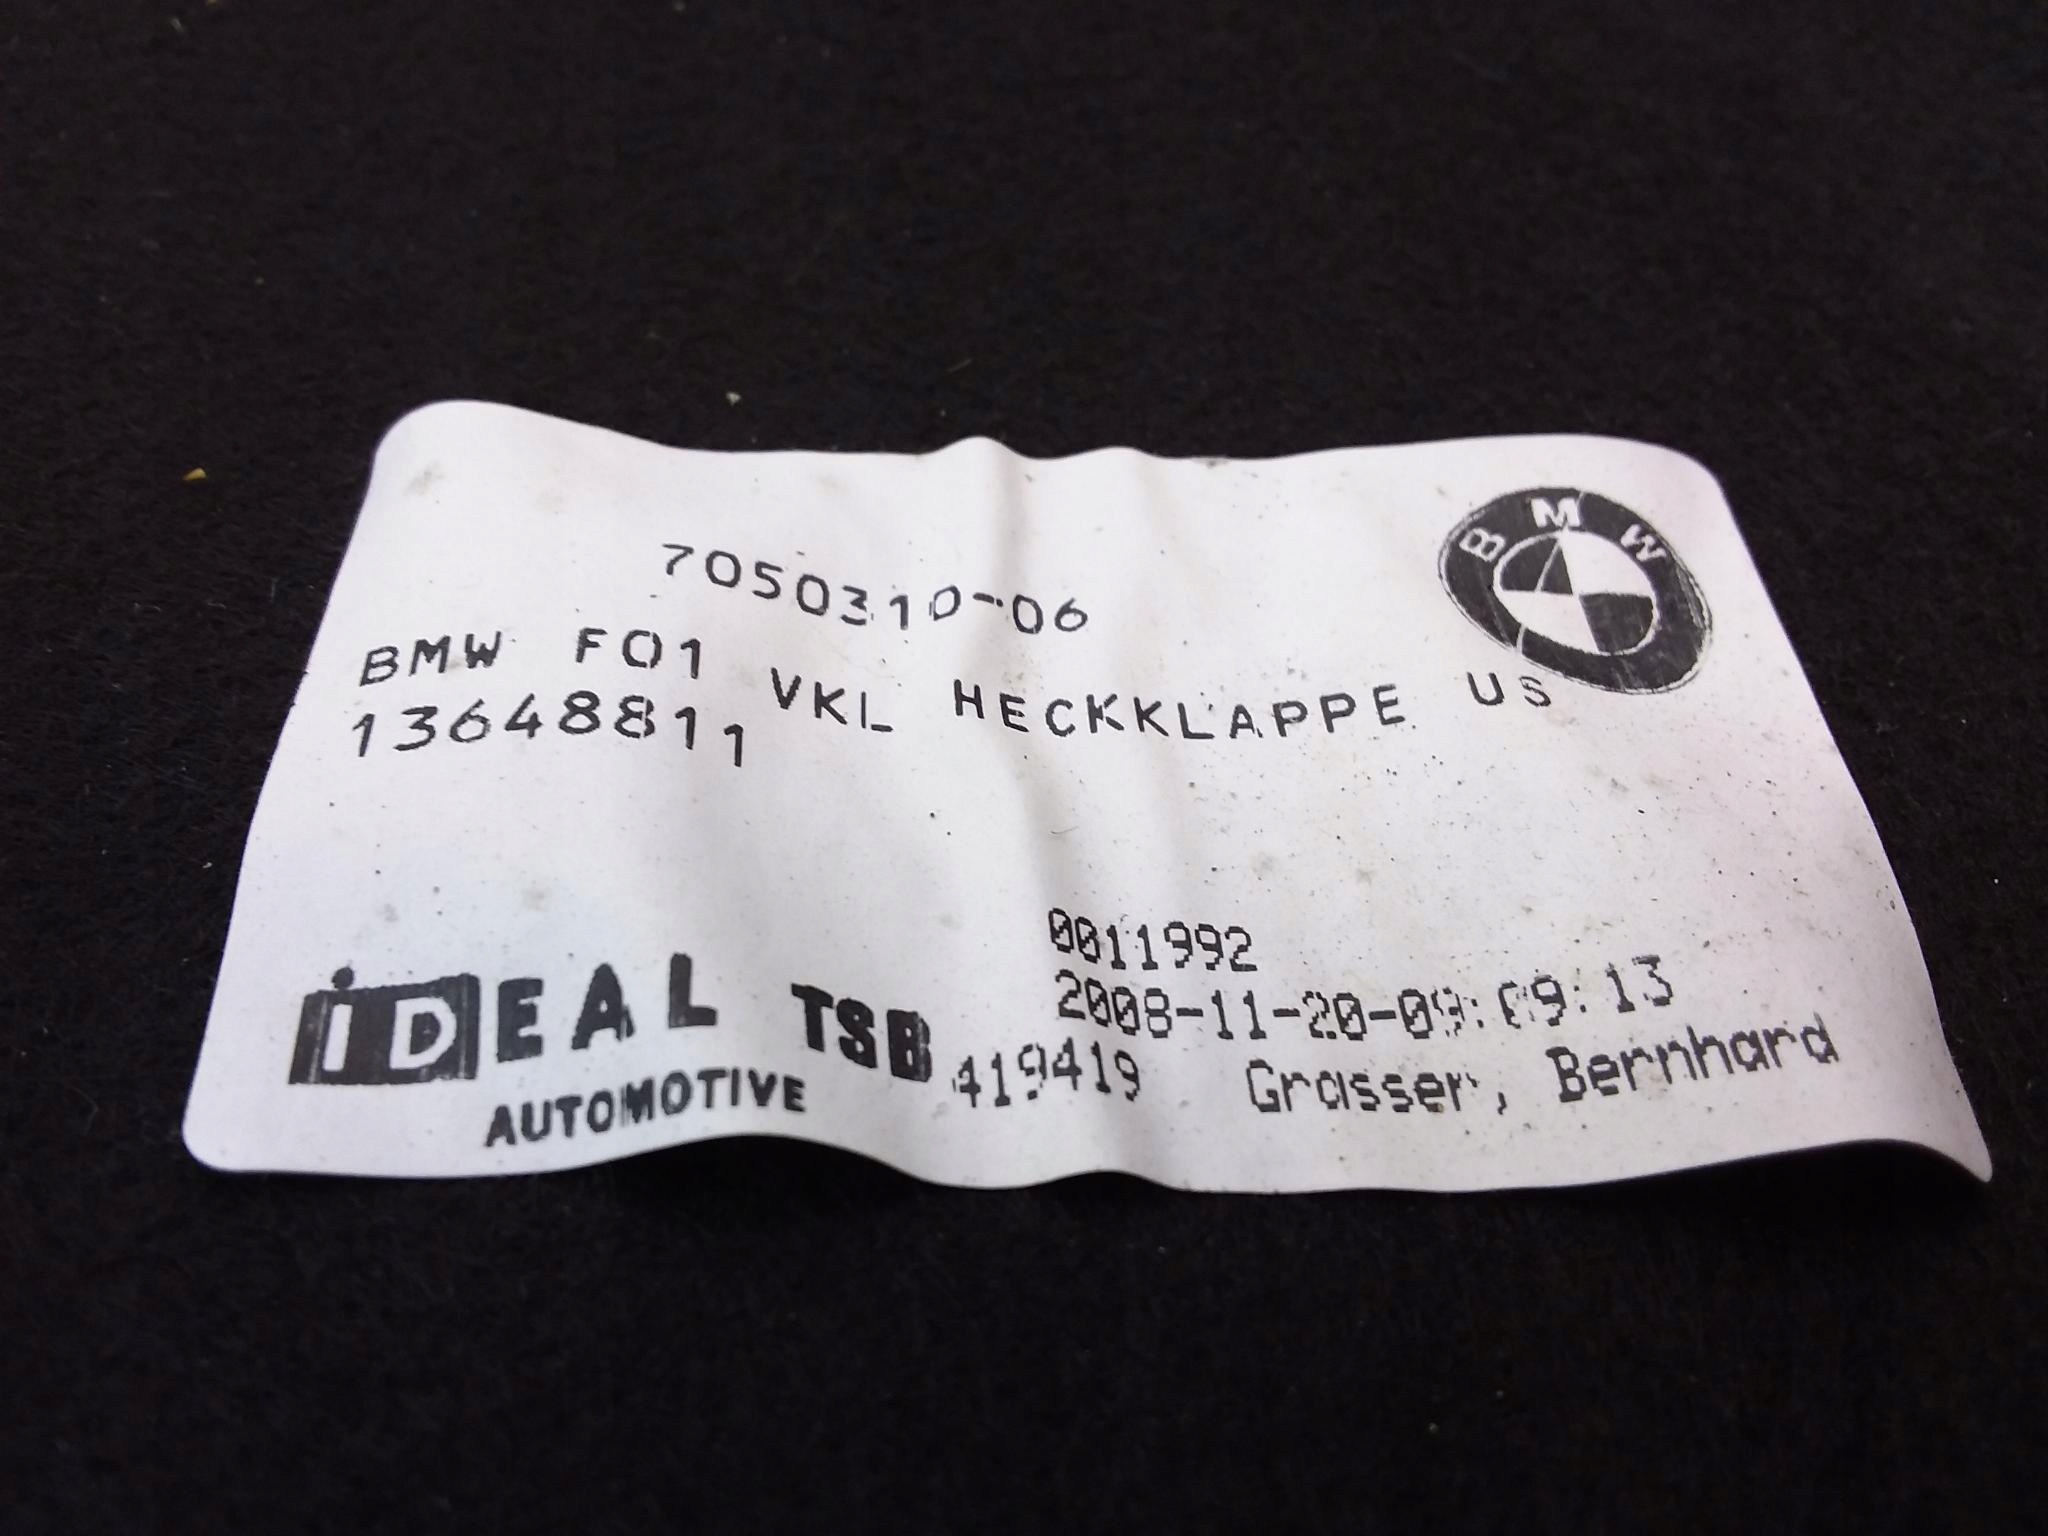 BMW
7050310-06
BMW F01 VKL HECKKLAPPE US
13648811
0011992
2008-11-20-09:09:13
iDEAL TSB 419419 Grasser, Bernhard
AUTOMOTIVE